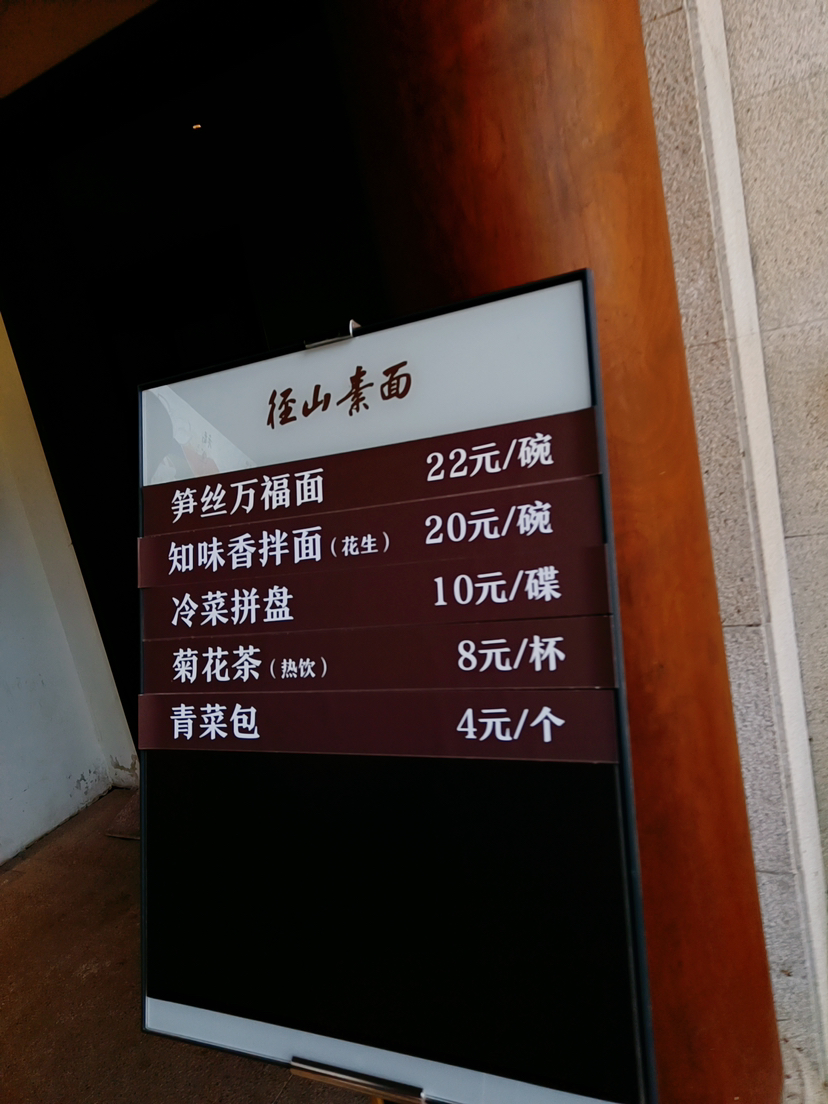 径山素面
笋丝万福面 22元/碗
知味香拌面(花生) 20元/碗
冷菜拼盘 10元/碟
菊花茶(热饮) 8元/杯
青菜包 4元/个